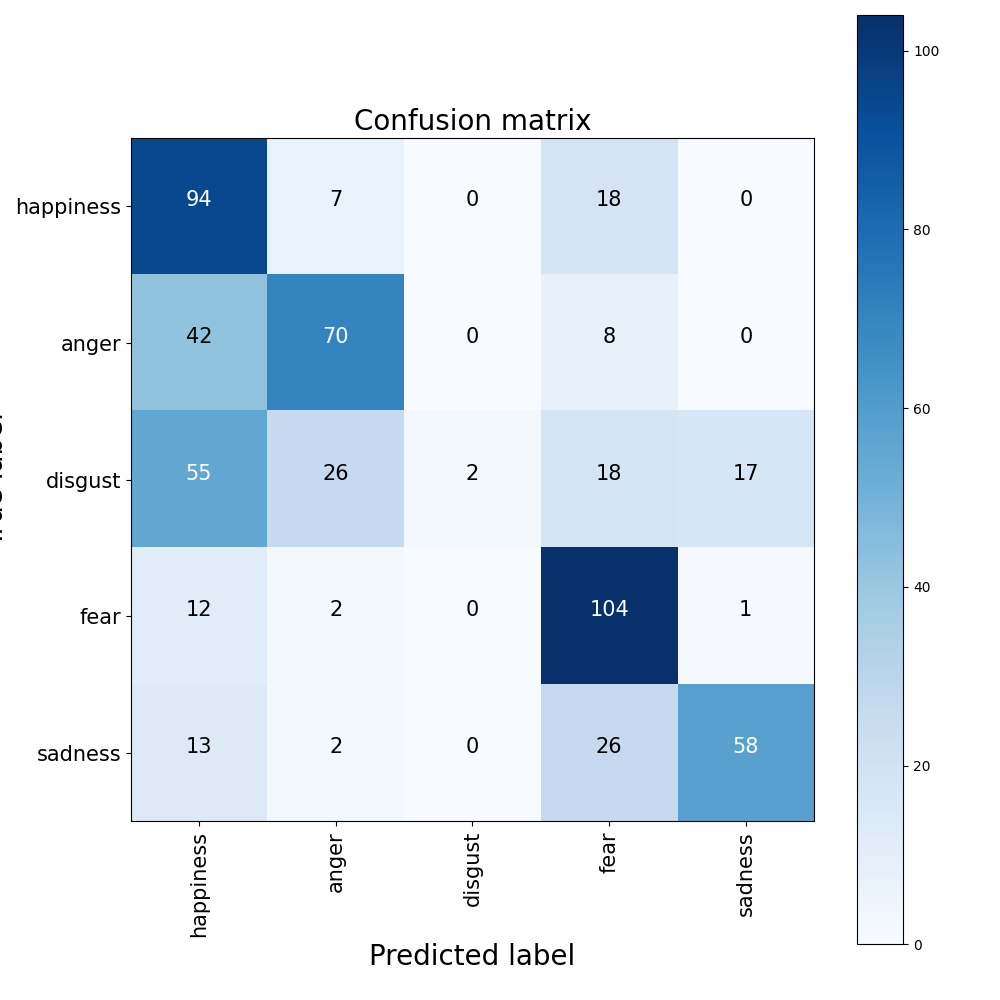 Confusion matrix
happiness 94 7 0 18 0
anger 42 70 0 8 0
disgust 55 26 2 18 17
fear 12 2 0 104 1
sadness 13 2 0 26 58
happiness anger disgust fear sadness
Predicted label
100
80
60
40
20
0